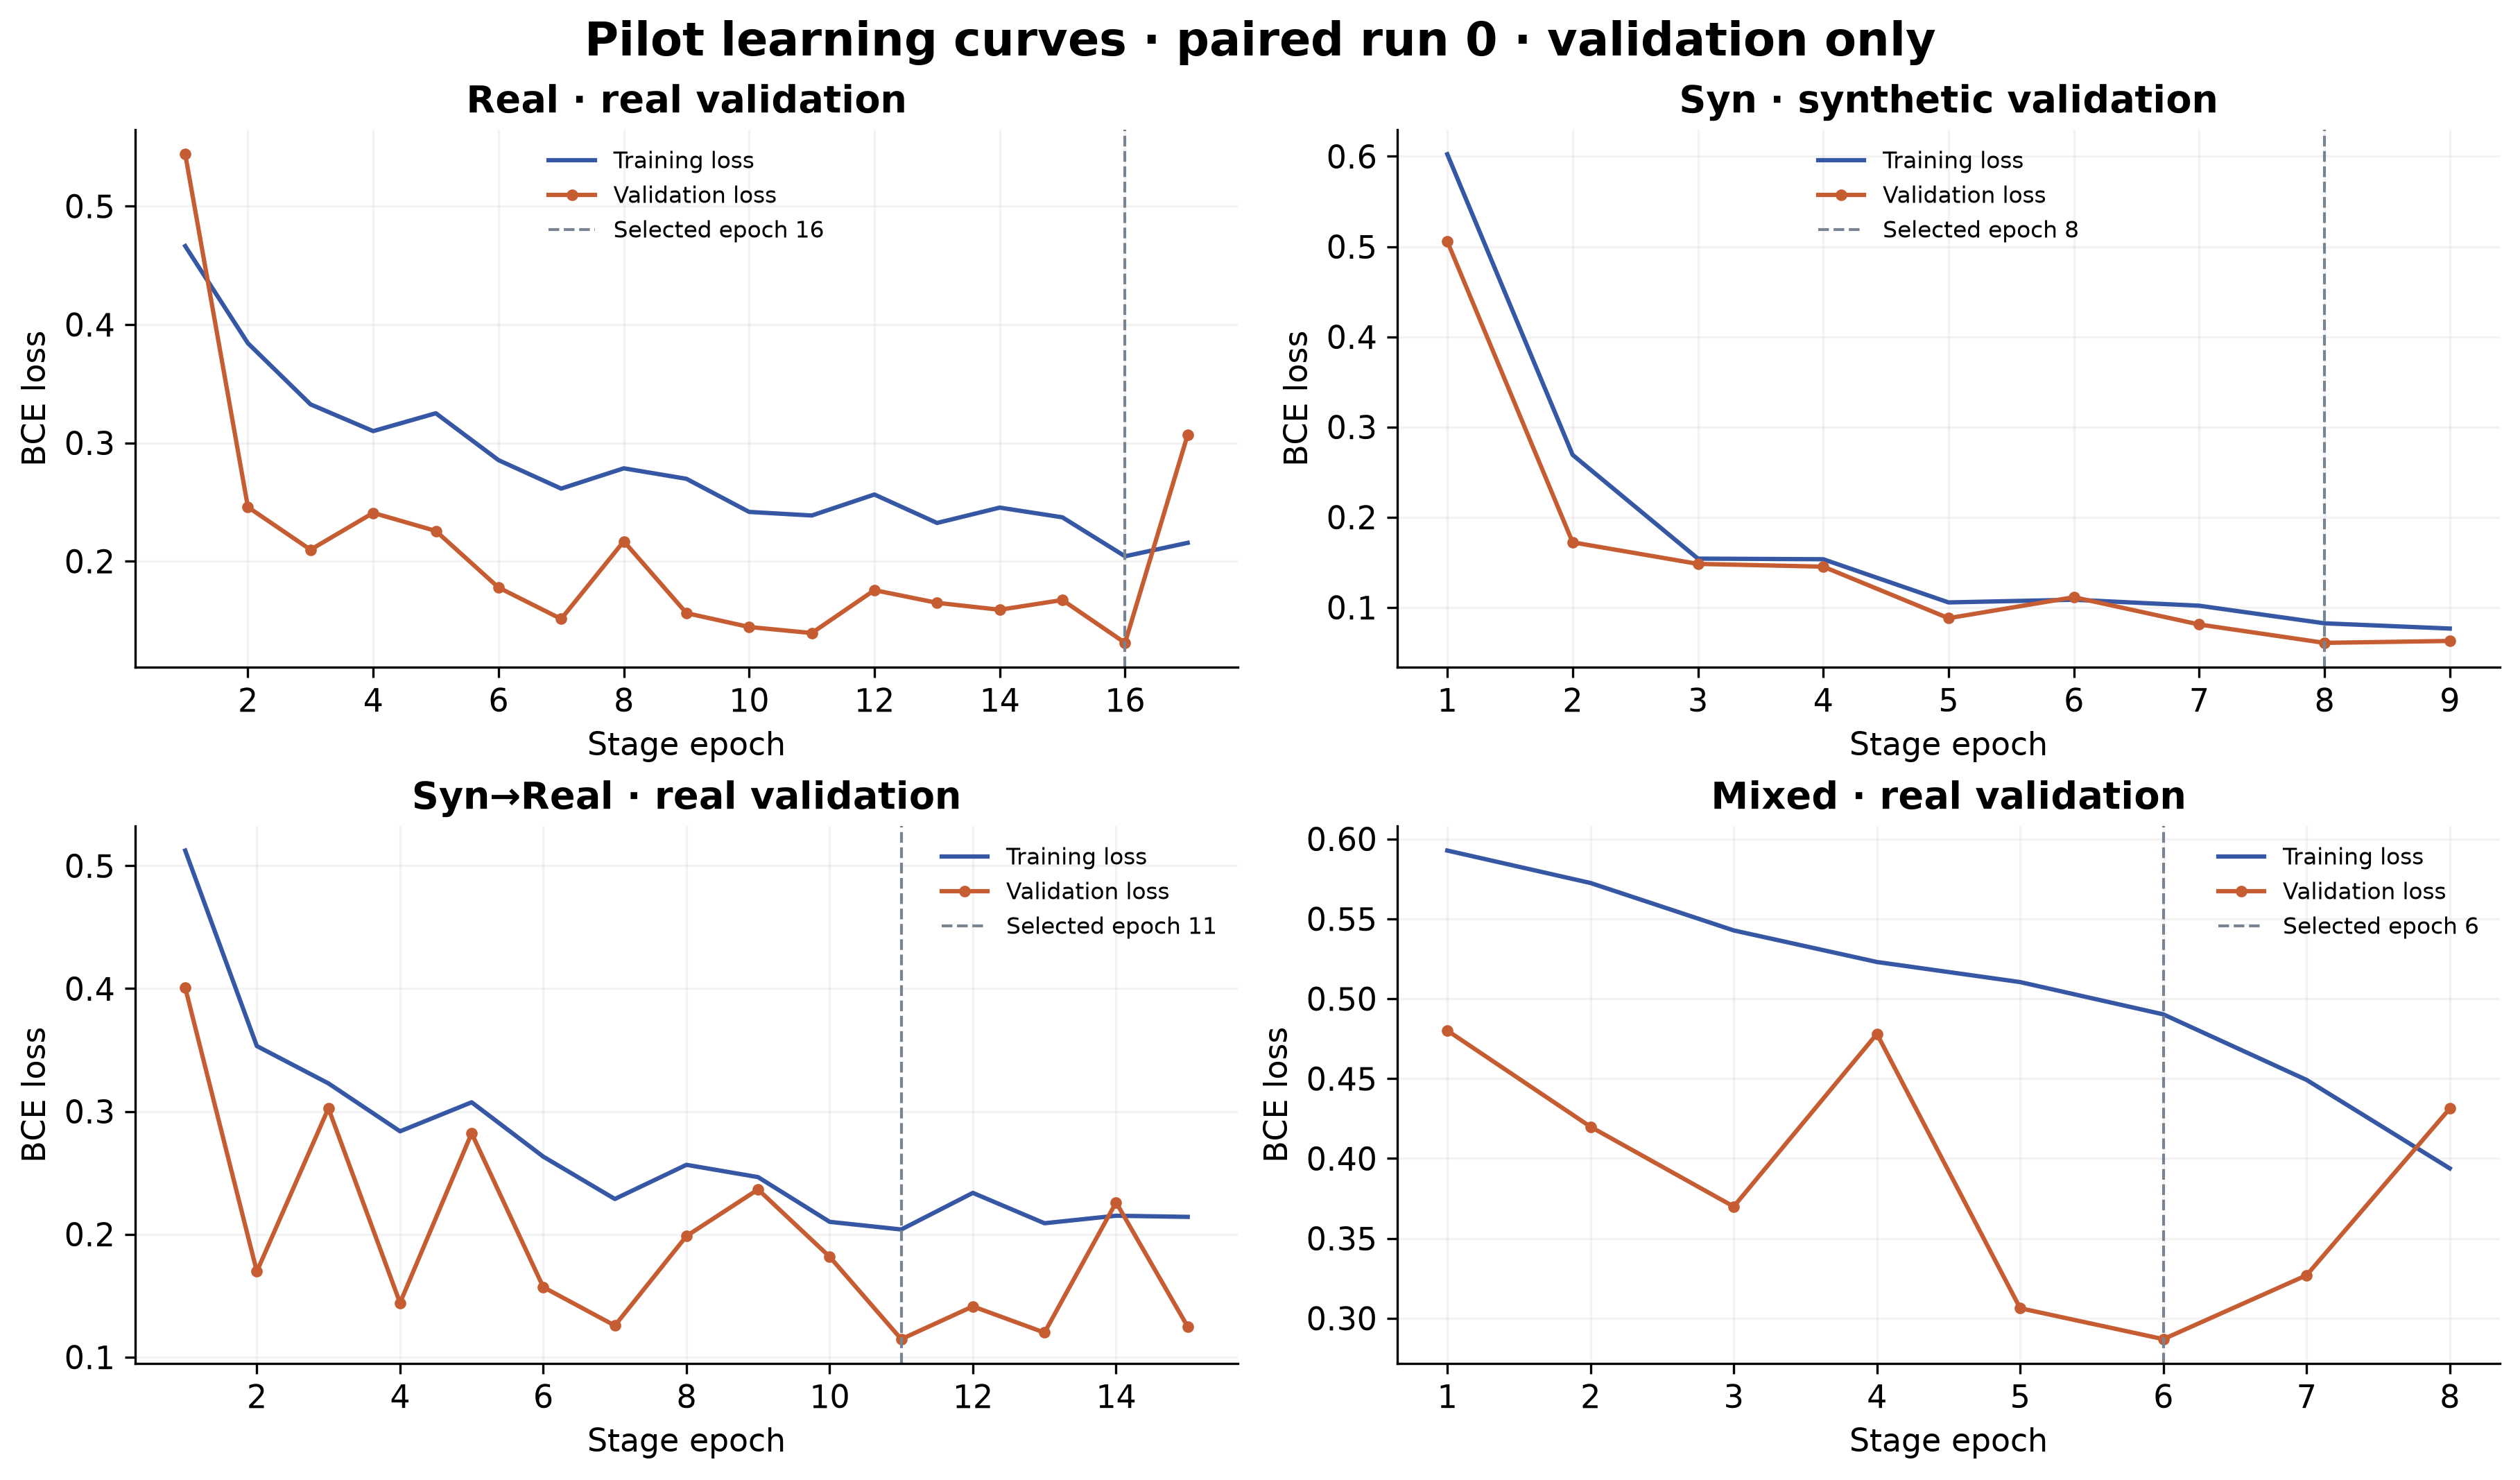 Pilot learning curves · paired run 0 · validation only
Real · real validation
Training loss
Validation loss
Selected epoch 16
BCE loss
0.5
0.4
0.3
0.2
2 4 6 8 10 12 14 16
Stage epoch
Syn · synthetic validation
Training loss
Validation loss
Selected epoch 8
BCE loss
0.6
0.5
0.4
0.3
0.2
0.1
1 2 3 4 5 6 7 8 9
Stage epoch
Syn→Real · real validation
Training loss
Validation loss
Selected epoch 11
BCE loss
0.5
0.4
0.3
0.2
0.1
2 4 6 8 10 12 14
Stage epoch
Mixed · real validation
Training loss
Validation loss
Selected epoch 6
BCE loss
0.60
0.55
0.50
0.45
0.40
0.35
0.30
1 2 3 4 5 6 7 8
Stage epoch